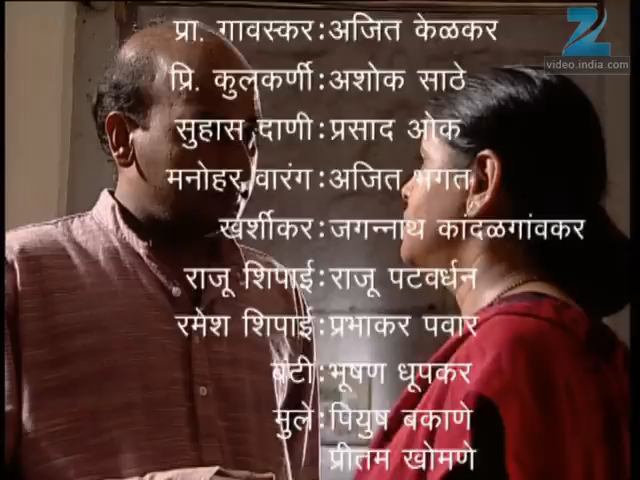 प्रा. गावस्कर:अजित केळकर
प्रि. कुलकर्णी:अशोक साठे
सुहास दाणी:प्रसाद ओक
मनोहर वारंग:अजित भगत
खर्शीकर:जगन्नाथ कांदळगांवकर
राजू शिपाई:राजू पटवर्धन
रमेश शिपाई:प्रभाकर पवार
बंटी:भूषण धूपकर
मुले:पियुष बकाणे
प्रीतम खोमणे
Z
video.india.com